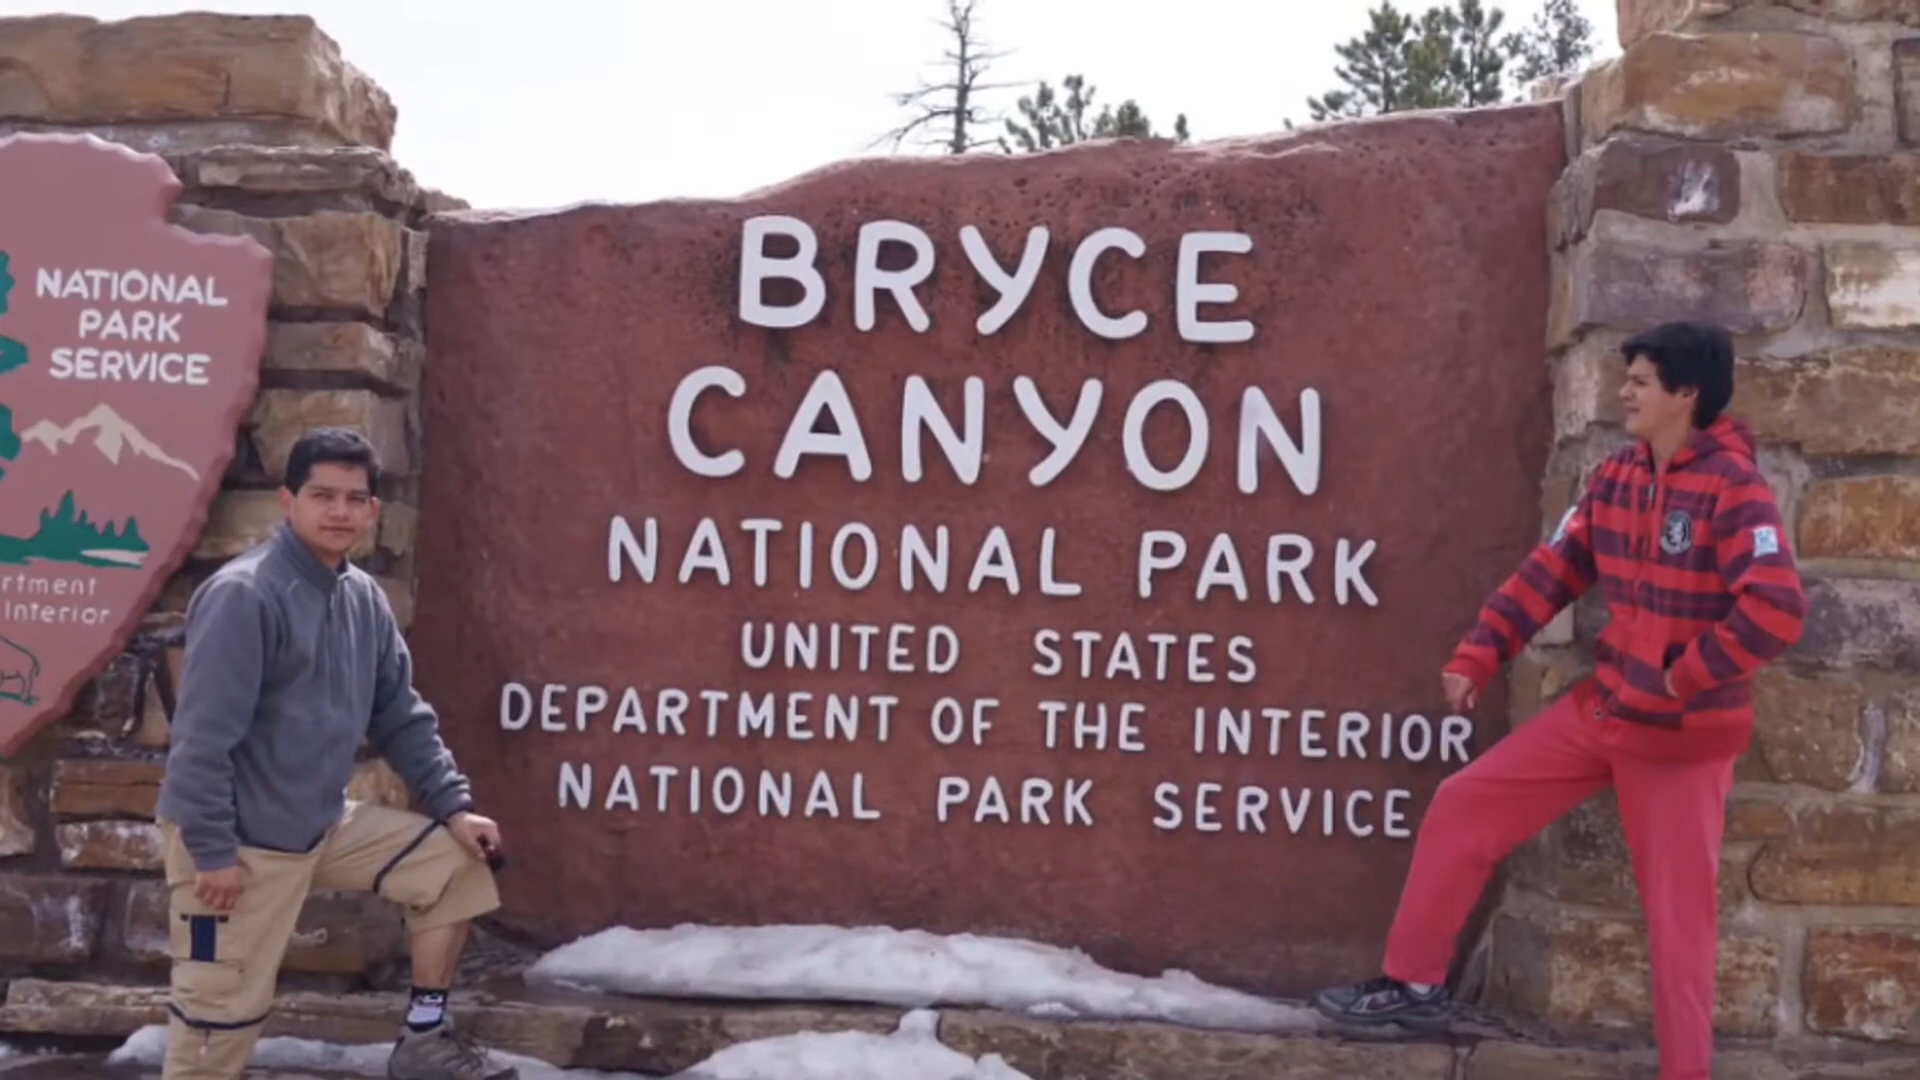 NATIONAL
PARK
SERVICE
rtment
Interior
BRYCE
CANYON
NATIONAL PARK
UNITED STATES
DEPARTMENT OF THE INTERIOR
NATIONAL PARK SERVICE